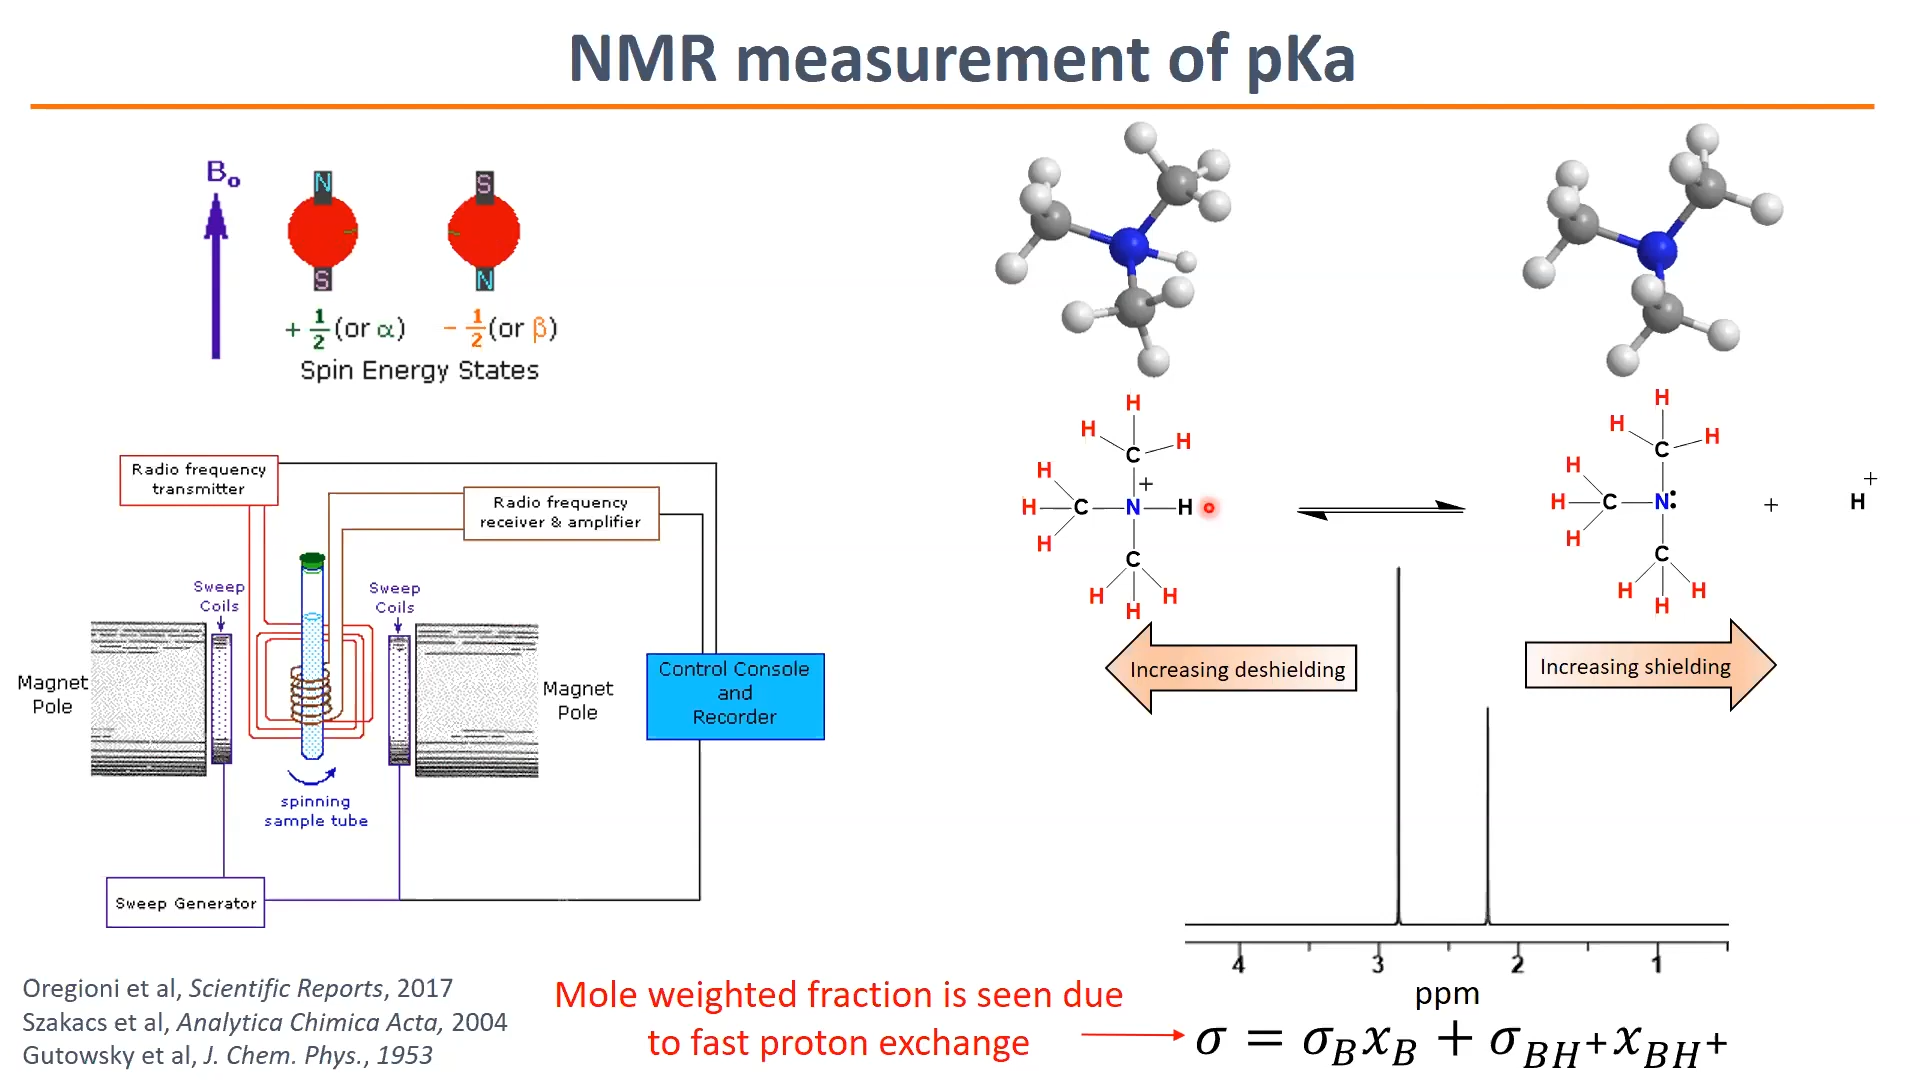 NMR measurement of pKa
Bo
N
S
S
N
+ 1/2 (or α)
- 1/2 (or β)
Spin Energy States
Radio frequency
transmitter
Radio frequency
receiver & amplifier
Sweep
Coils
Sweep
Coils
Magnet
Pole
Magnet
Pole
Control Console
and
Recorder
spinning
sample tube
Sweep Generator
H
H H
C
H +
H C N H
H
C
H H
H
H
H H
C
H
H C N:
H
C
H H
H
+
H+
Increasing deshielding
Increasing shielding
4 3 2 1
ppm
Oregioni et al, Scientific Reports, 2017
Szakacs et al, Analytica Chimica Acta, 2004
Gutowsky et al, J. Chem. Phys., 1953
Mole weighted fraction is seen due
to fast proton exchange
σ = σBxB + σBH+xBH+